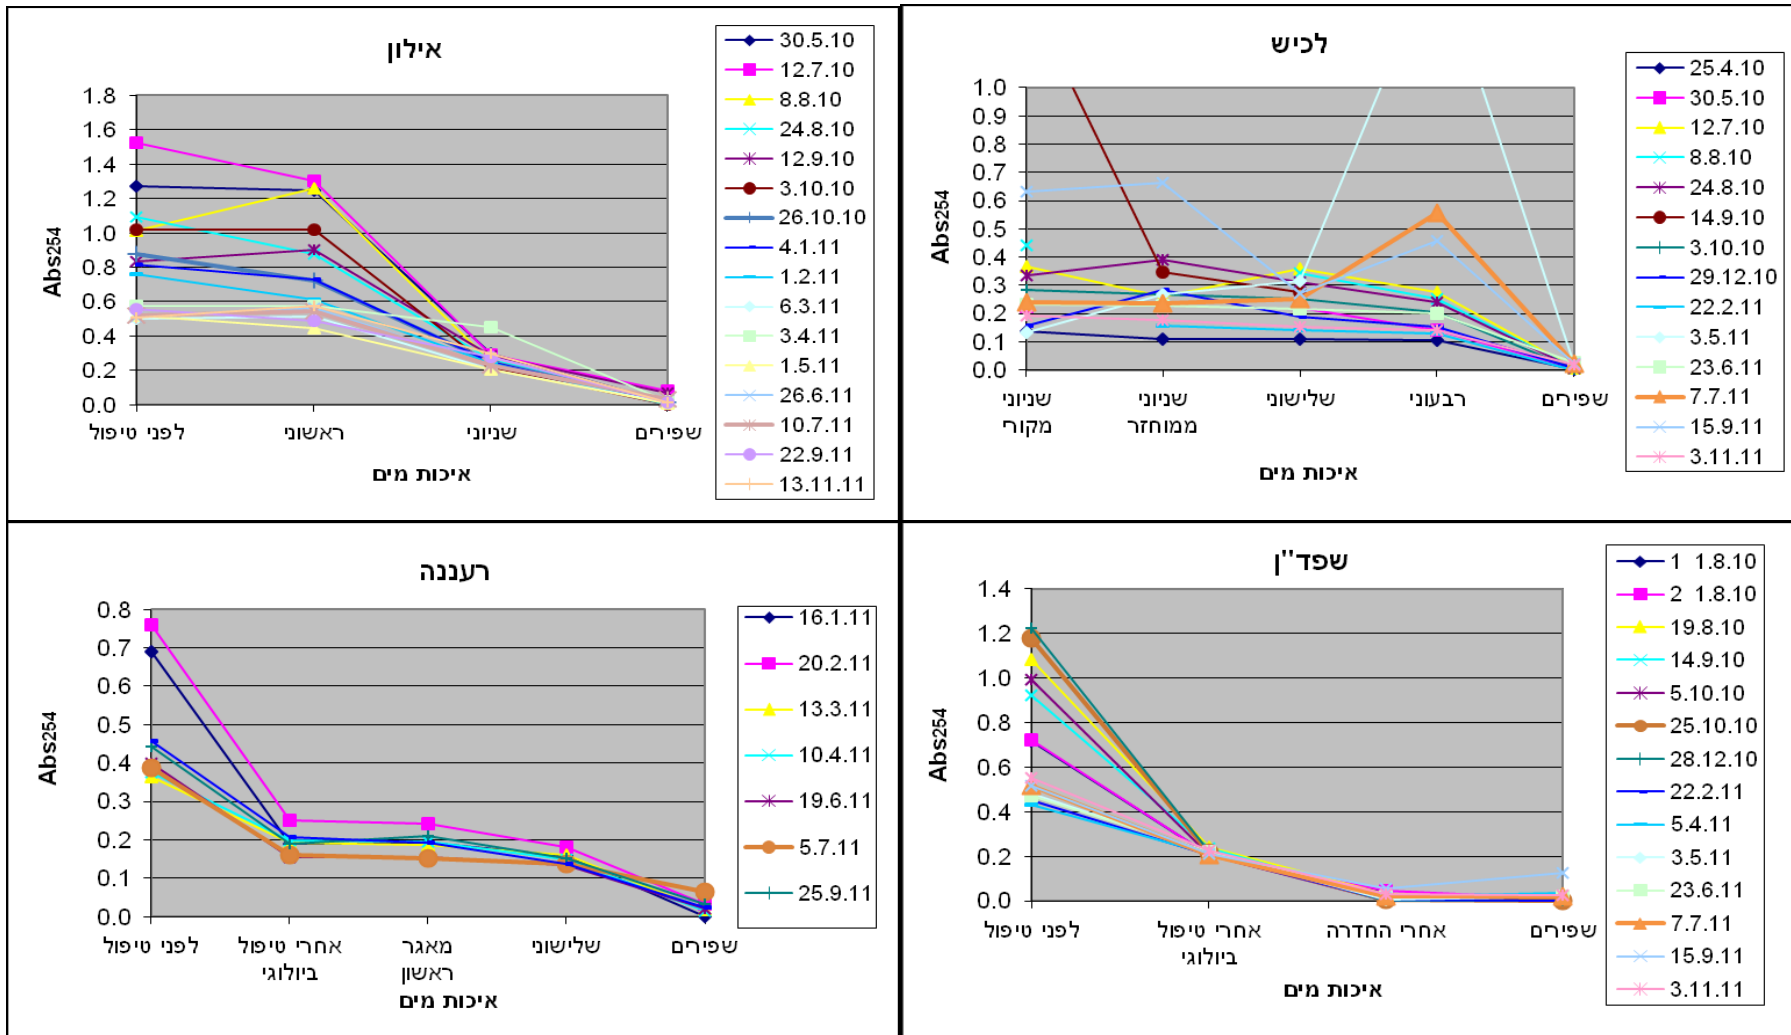 אילון
Abs254
1.8
1.6
1.4
1.2
1.0
0.8
0.6
0.4
0.2
0.0
לפני טיפול
ראשוני
שניוני
שפירים
איכות מים
30.5.10
12.7.10
8.8.10
24.8.10
12.9.10
3.10.10
26.10.10
4.1.11
1.2.11
6.3.11
3.4.11
1.5.11
26.6.11
10.7.11
22.9.11
13.11.11
לכיש
Abs254
1.0
0.9
0.8
0.7
0.6
0.5
0.4
0.3
0.2
0.1
0.0
שניוני
מקורי
שניוני
ממוחזר
שלישוני
רבעוני
שפירים
איכות מים
25.4.10
30.5.10
12.7.10
8.8.10
24.8.10
14.9.10
3.10.10
29.12.10
22.2.11
3.5.11
23.6.11
7.7.11
15.9.11
3.11.11
רעננה
Abs254
0.8
0.7
0.6
0.5
0.4
0.3
0.2
0.1
0.0
לפני טיפול
אחרי טיפול
ביולוגי
מאגר
ראשון
שלישוני
שפירים
איכות מים
16.1.11
20.2.11
13.3.11
10.4.11
19.6.11
5.7.11
25.9.11
שפד"ן
Abs254
1.4
1.2
1.0
0.8
0.6
0.4
0.2
0.0
לפני טיפול
אחרי טיפול
ביולוגי
אחרי החדרה
שפירים
איכות מים
1 1.8.10
2 1.8.10
19.8.10
14.9.10
5.10.10
25.10.10
28.12.10
22.2.11
5.4.11
3.5.11
23.6.11
7.7.11
15.9.11
3.11.11